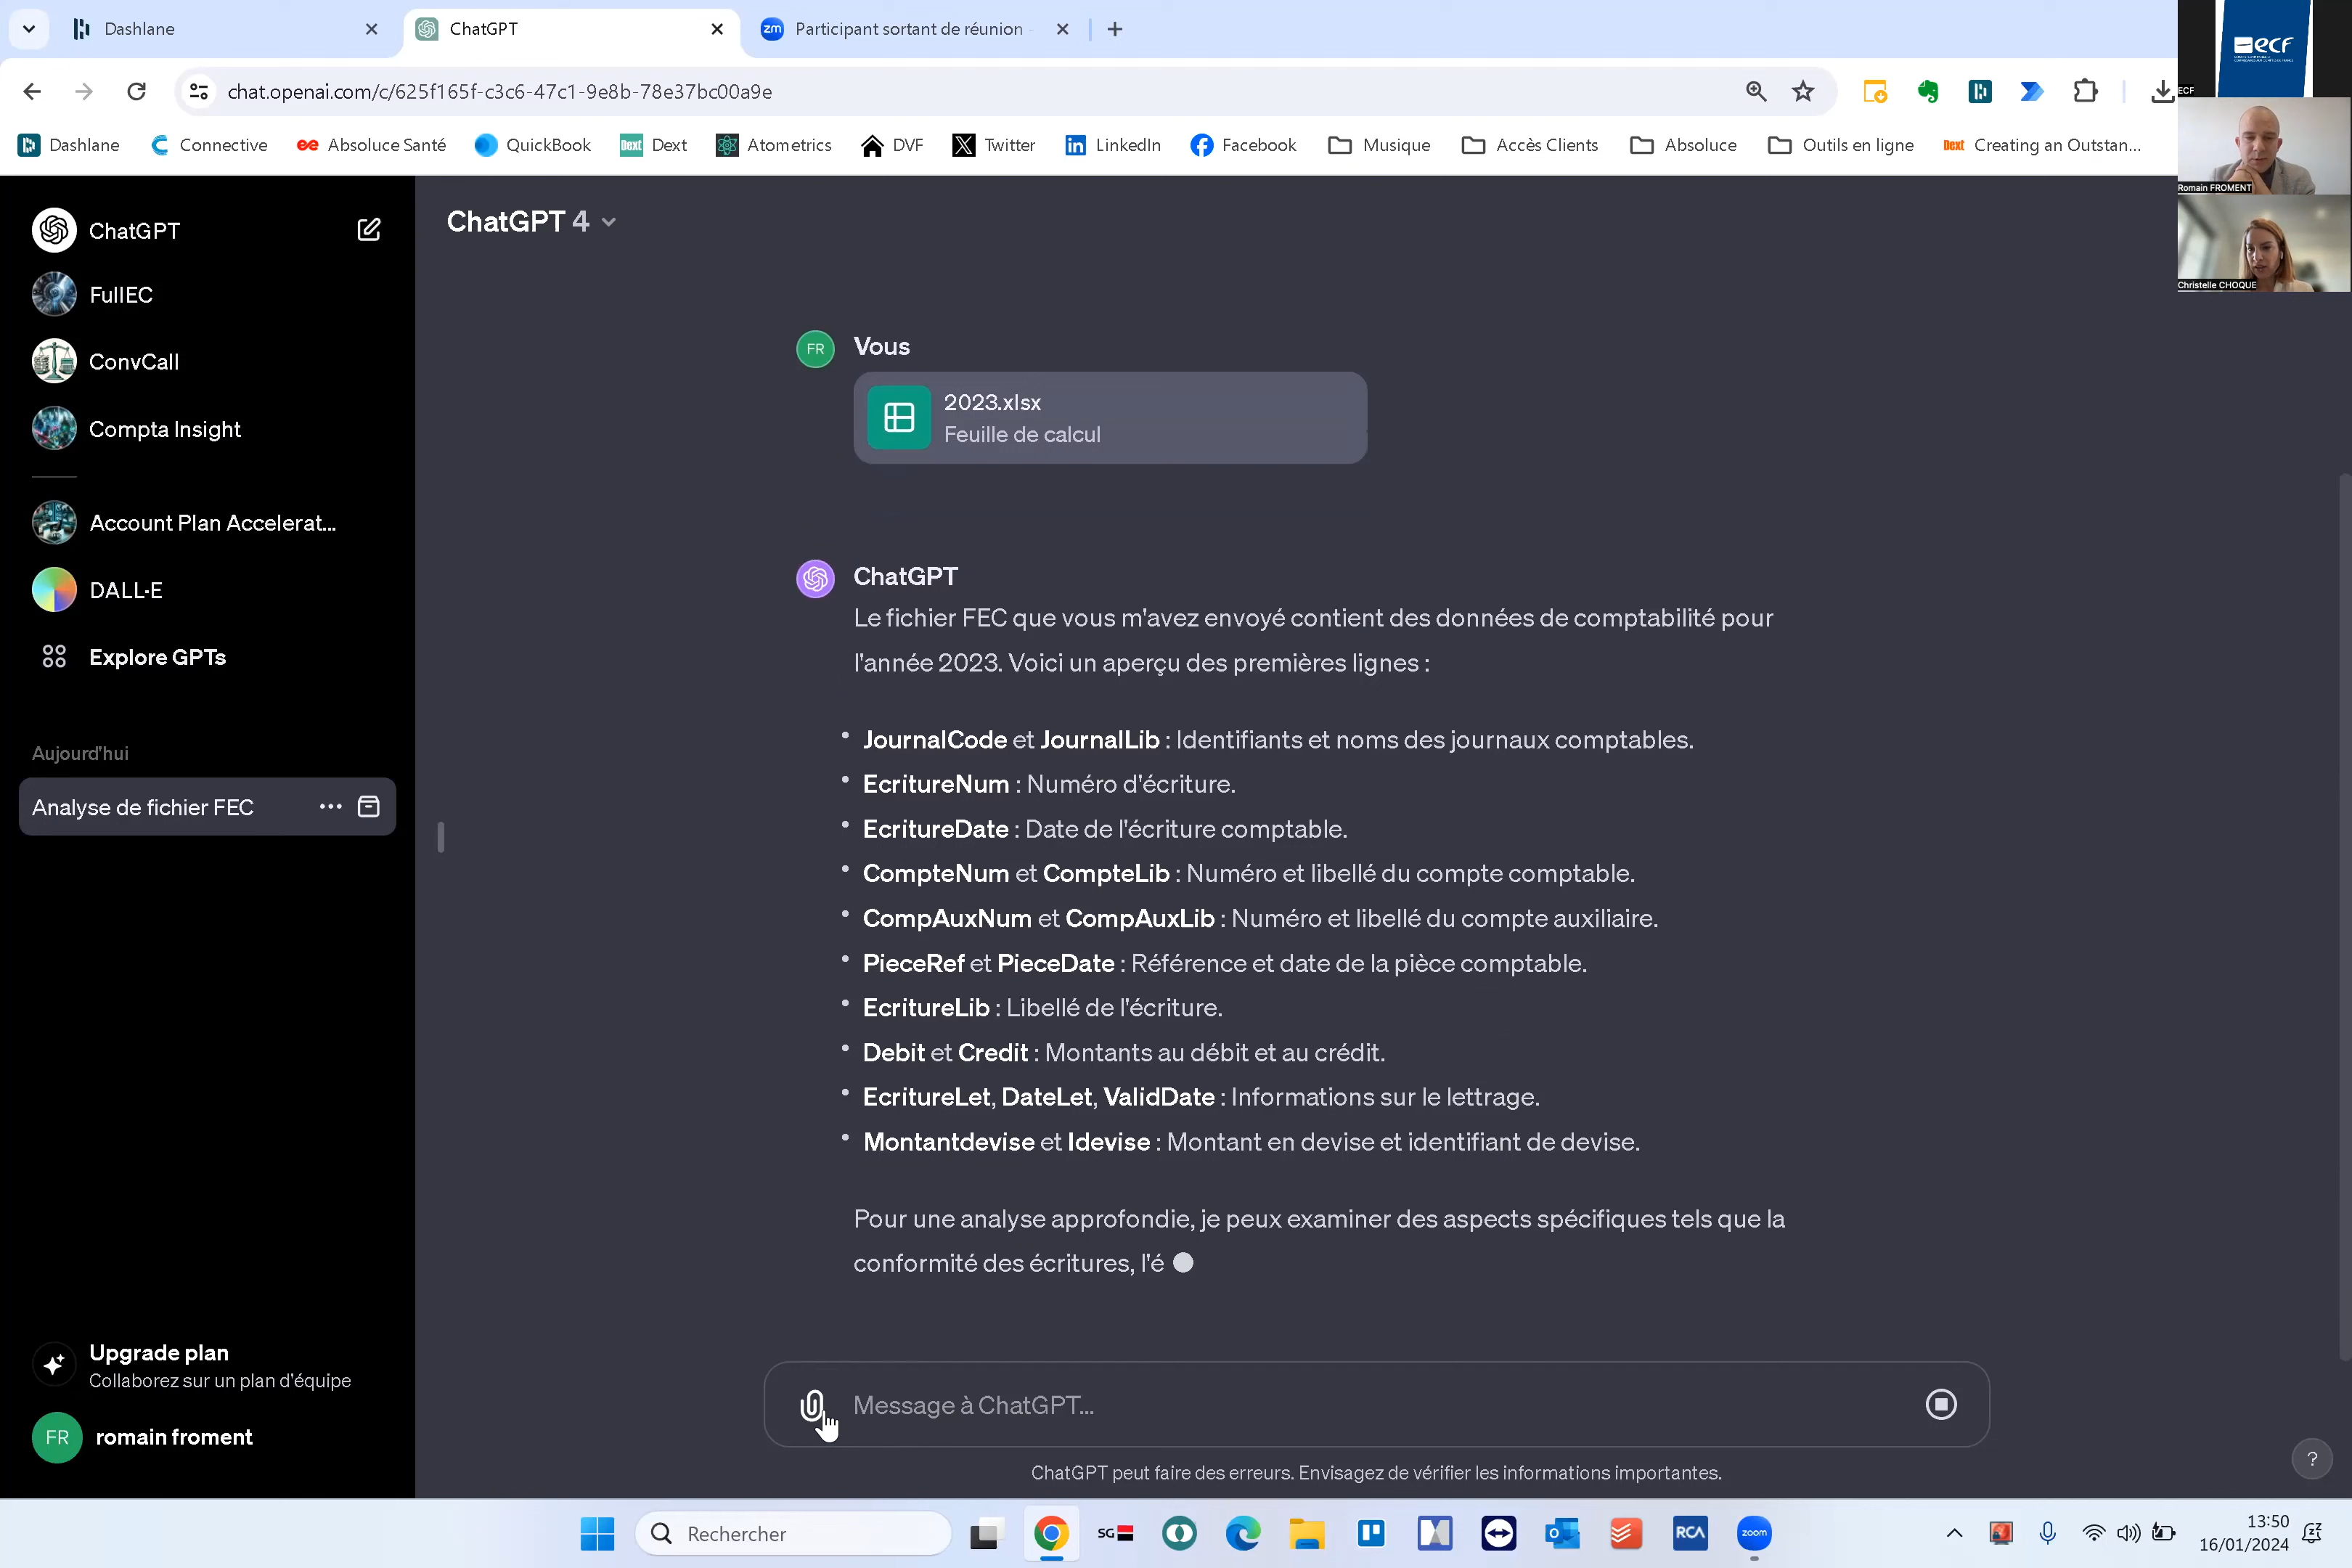 Dashlane
ChatGPT
zm Participant sortant de réunion
chat.openai.com/c/625f165f-c3c6-47c1-9e8b-78e37bc00a9e
Dashlane
Connective
Absoluce Santé
QuickBook
Dext Dext
Atometrics
DVF
Twitter
LinkedIn
Facebook
Musique
Accès Clients
Absoluce
Outils en ligne
Dext Creating an Outstan...
ecf
ECF
Romain FROMENT
Christelle CHOQUE
ChatGPT
FullEC
ConvCall
Compta Insight
Account Plan Accelerat...
DALL·E
Explore GPTs
Aujourd'hui
Analyse de fichier FEC
Upgrade plan
Collaborez sur un plan d'équipe
FR romain froment
ChatGPT 4
FR Vous
2023.xlsx
Feuille de calcul
ChatGPT
Le fichier FEC que vous m'avez envoyé contient des données de comptabilité pour
l'année 2023. Voici un aperçu des premières lignes :
• JournalCode et JournalLib : Identifiants et noms des journaux comptables.
• EcritureNum : Numéro d'écriture.
• EcritureDate : Date de l'écriture comptable.
• CompteNum et CompteLib : Numéro et libellé du compte comptable.
• CompAuxNum et CompAuxLib : Numéro et libellé du compte auxiliaire.
• PieceRef et PieceDate : Référence et date de la pièce comptable.
• EcritureLib : Libellé de l'écriture.
• Debit et Credit : Montants au débit et au crédit.
• EcritureLet, DateLet, ValidDate : Informations sur le lettrage.
• Montantdevise et Idevise : Montant en devise et identifiant de devise.
Pour une analyse approfondie, je peux examiner des aspects spécifiques tels que la
conformité des écritures, l'é
Message à ChatGPT...
ChatGPT peut faire des erreurs. Envisagez de vérifier les informations importantes.
?
Rechercher
SG
RCA
zoom
13:50
16/01/2024